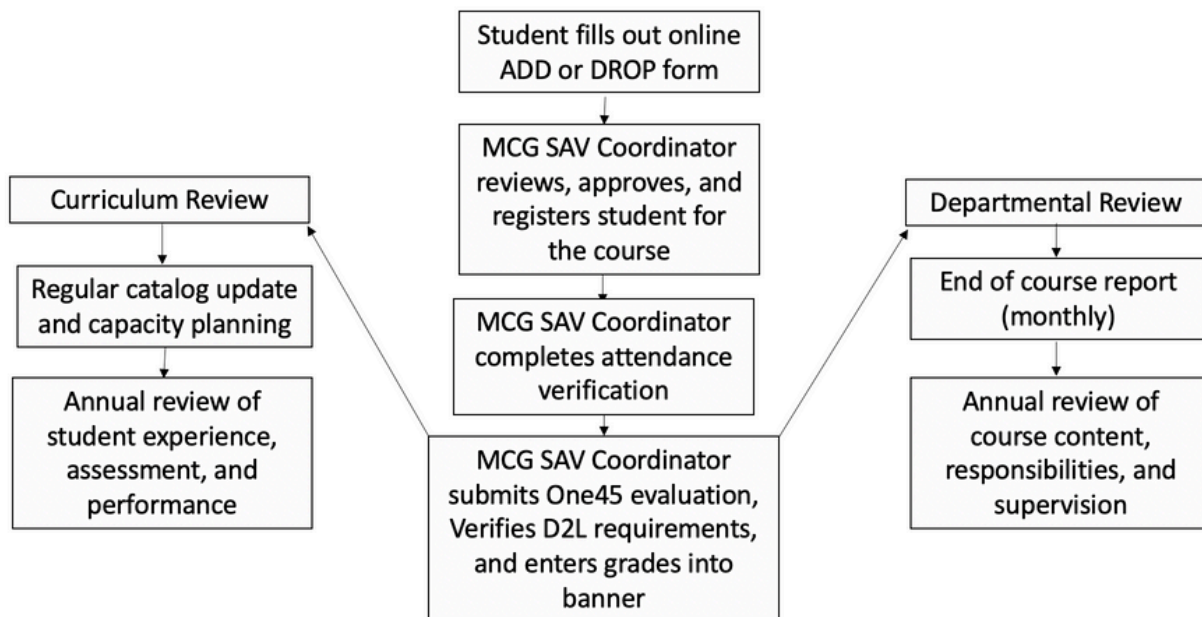 Student fills out online
ADD or DROP form
MCG SAV Coordinator
reviews, approves, and
registers student for
the course
MCG SAV Coordinator
completes attendance
verification
MCG SAV Coordinator
submits One45 evaluation,
Verifies D2L requirements,
and enters grades into
banner
Curriculum Review
Regular catalog update
and capacity planning
Annual review of
student experience,
assessment, and
performance
Departmental Review
End of course report
(monthly)
Annual review of
course content,
responsibilities, and
supervision